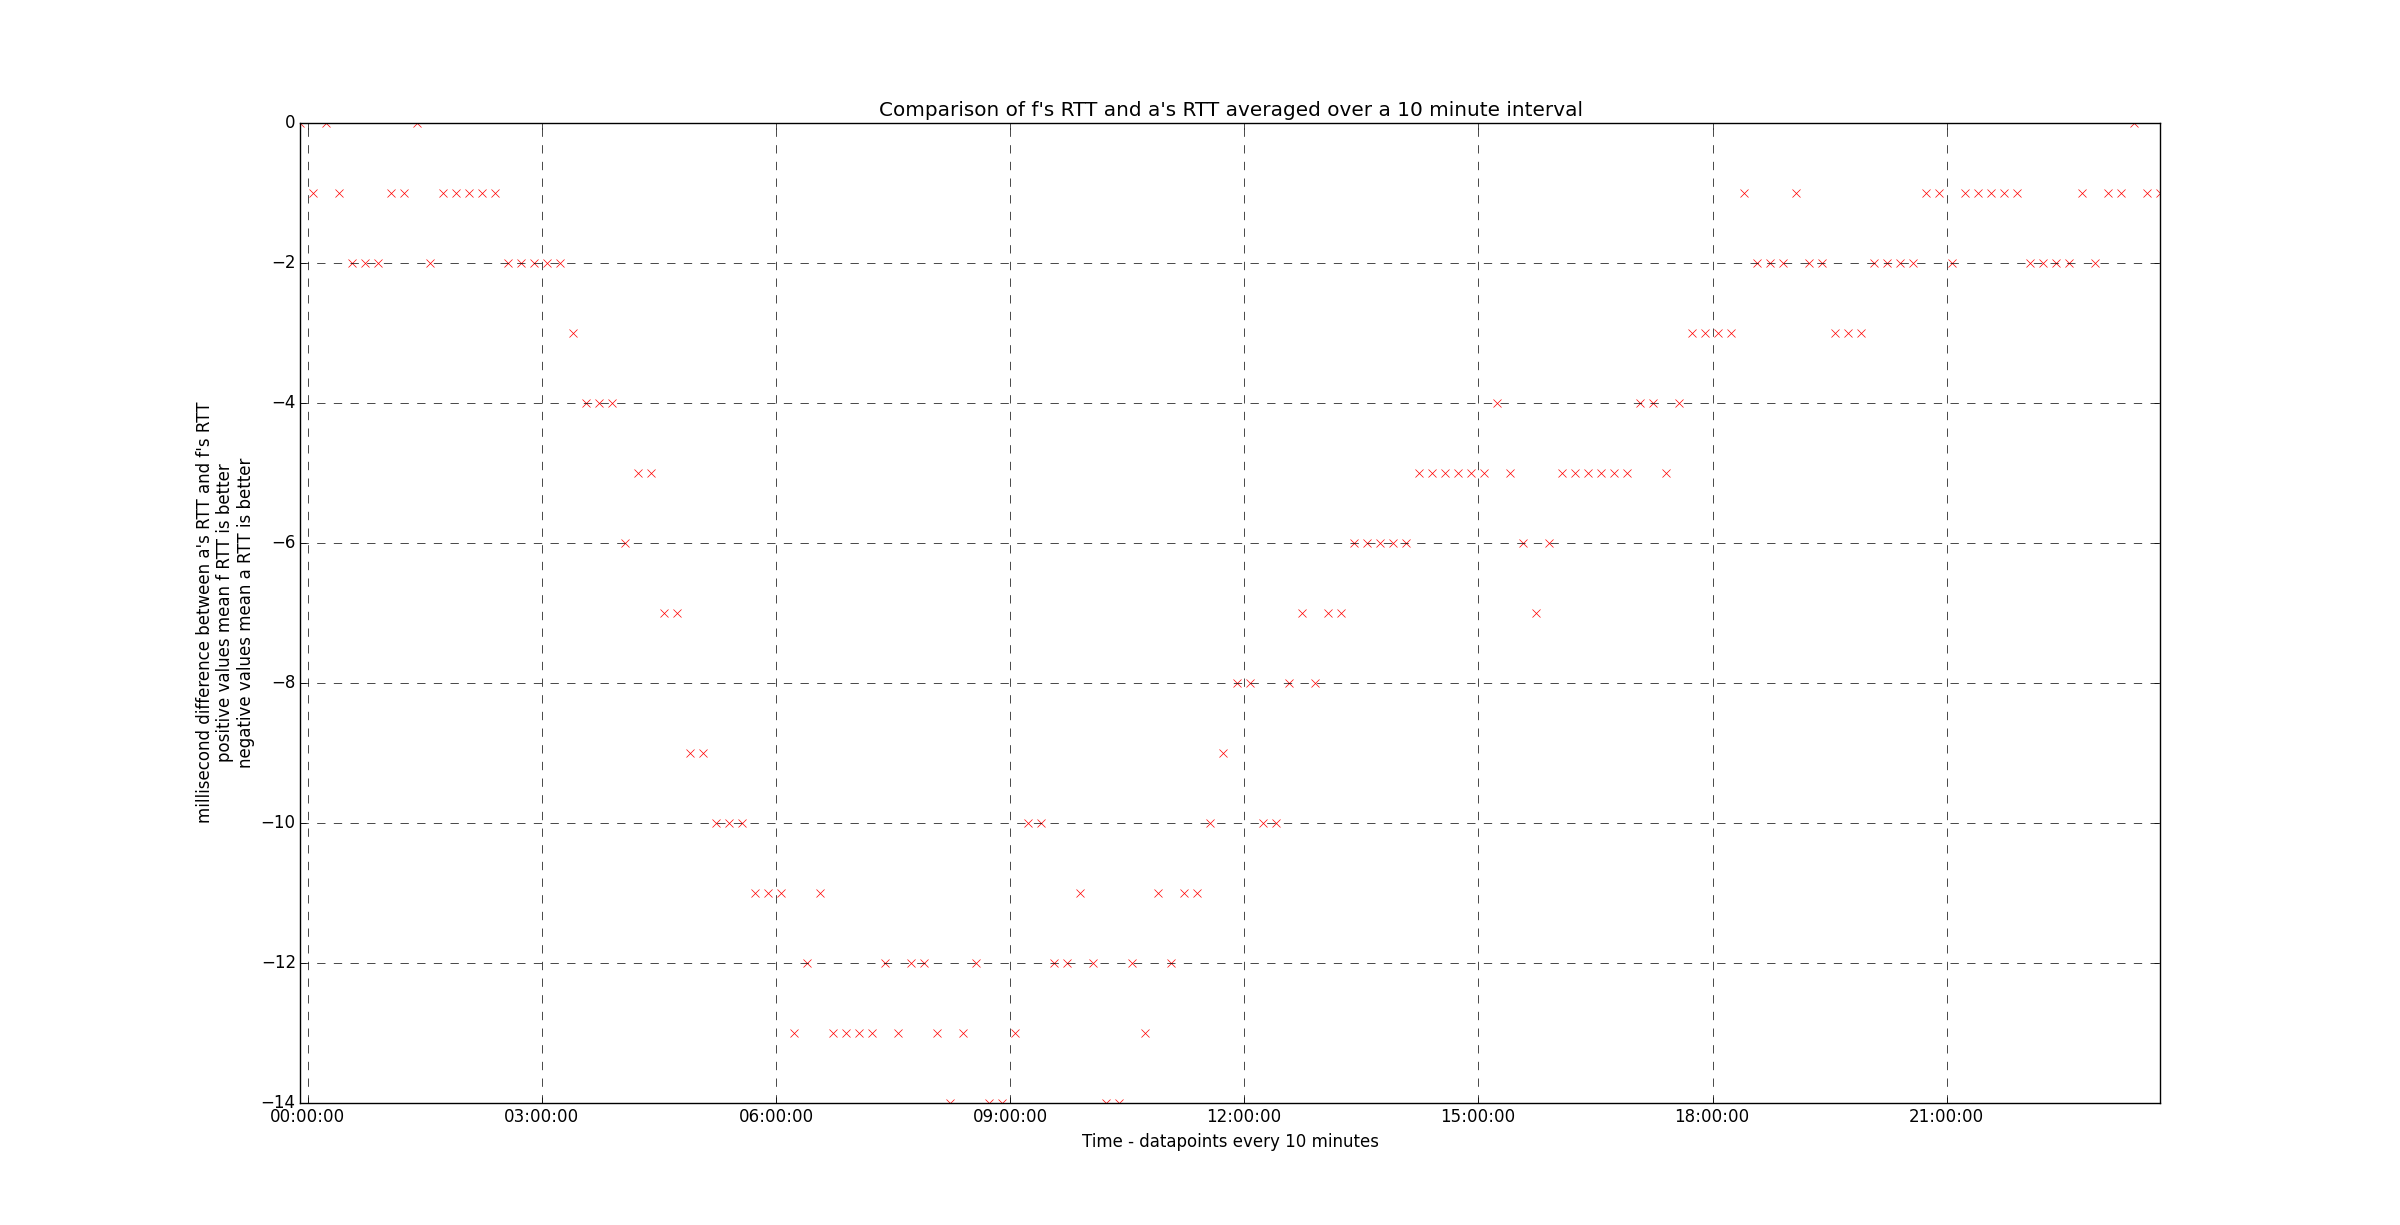 Comparison of f's RTT and a's RTT averaged over a 10 minute interval
millisecond difference between a's RTT and f's RTT
positive values mean f RTT is better
negative values mean a RTT is better
0
−2
−4
−6
−8
−10
−12
−14
00:00:00 03:00:00 06:00:00 09:00:00 12:00:00 15:00:00 18:00:00 21:00:00
Time - datapoints every 10 minutes